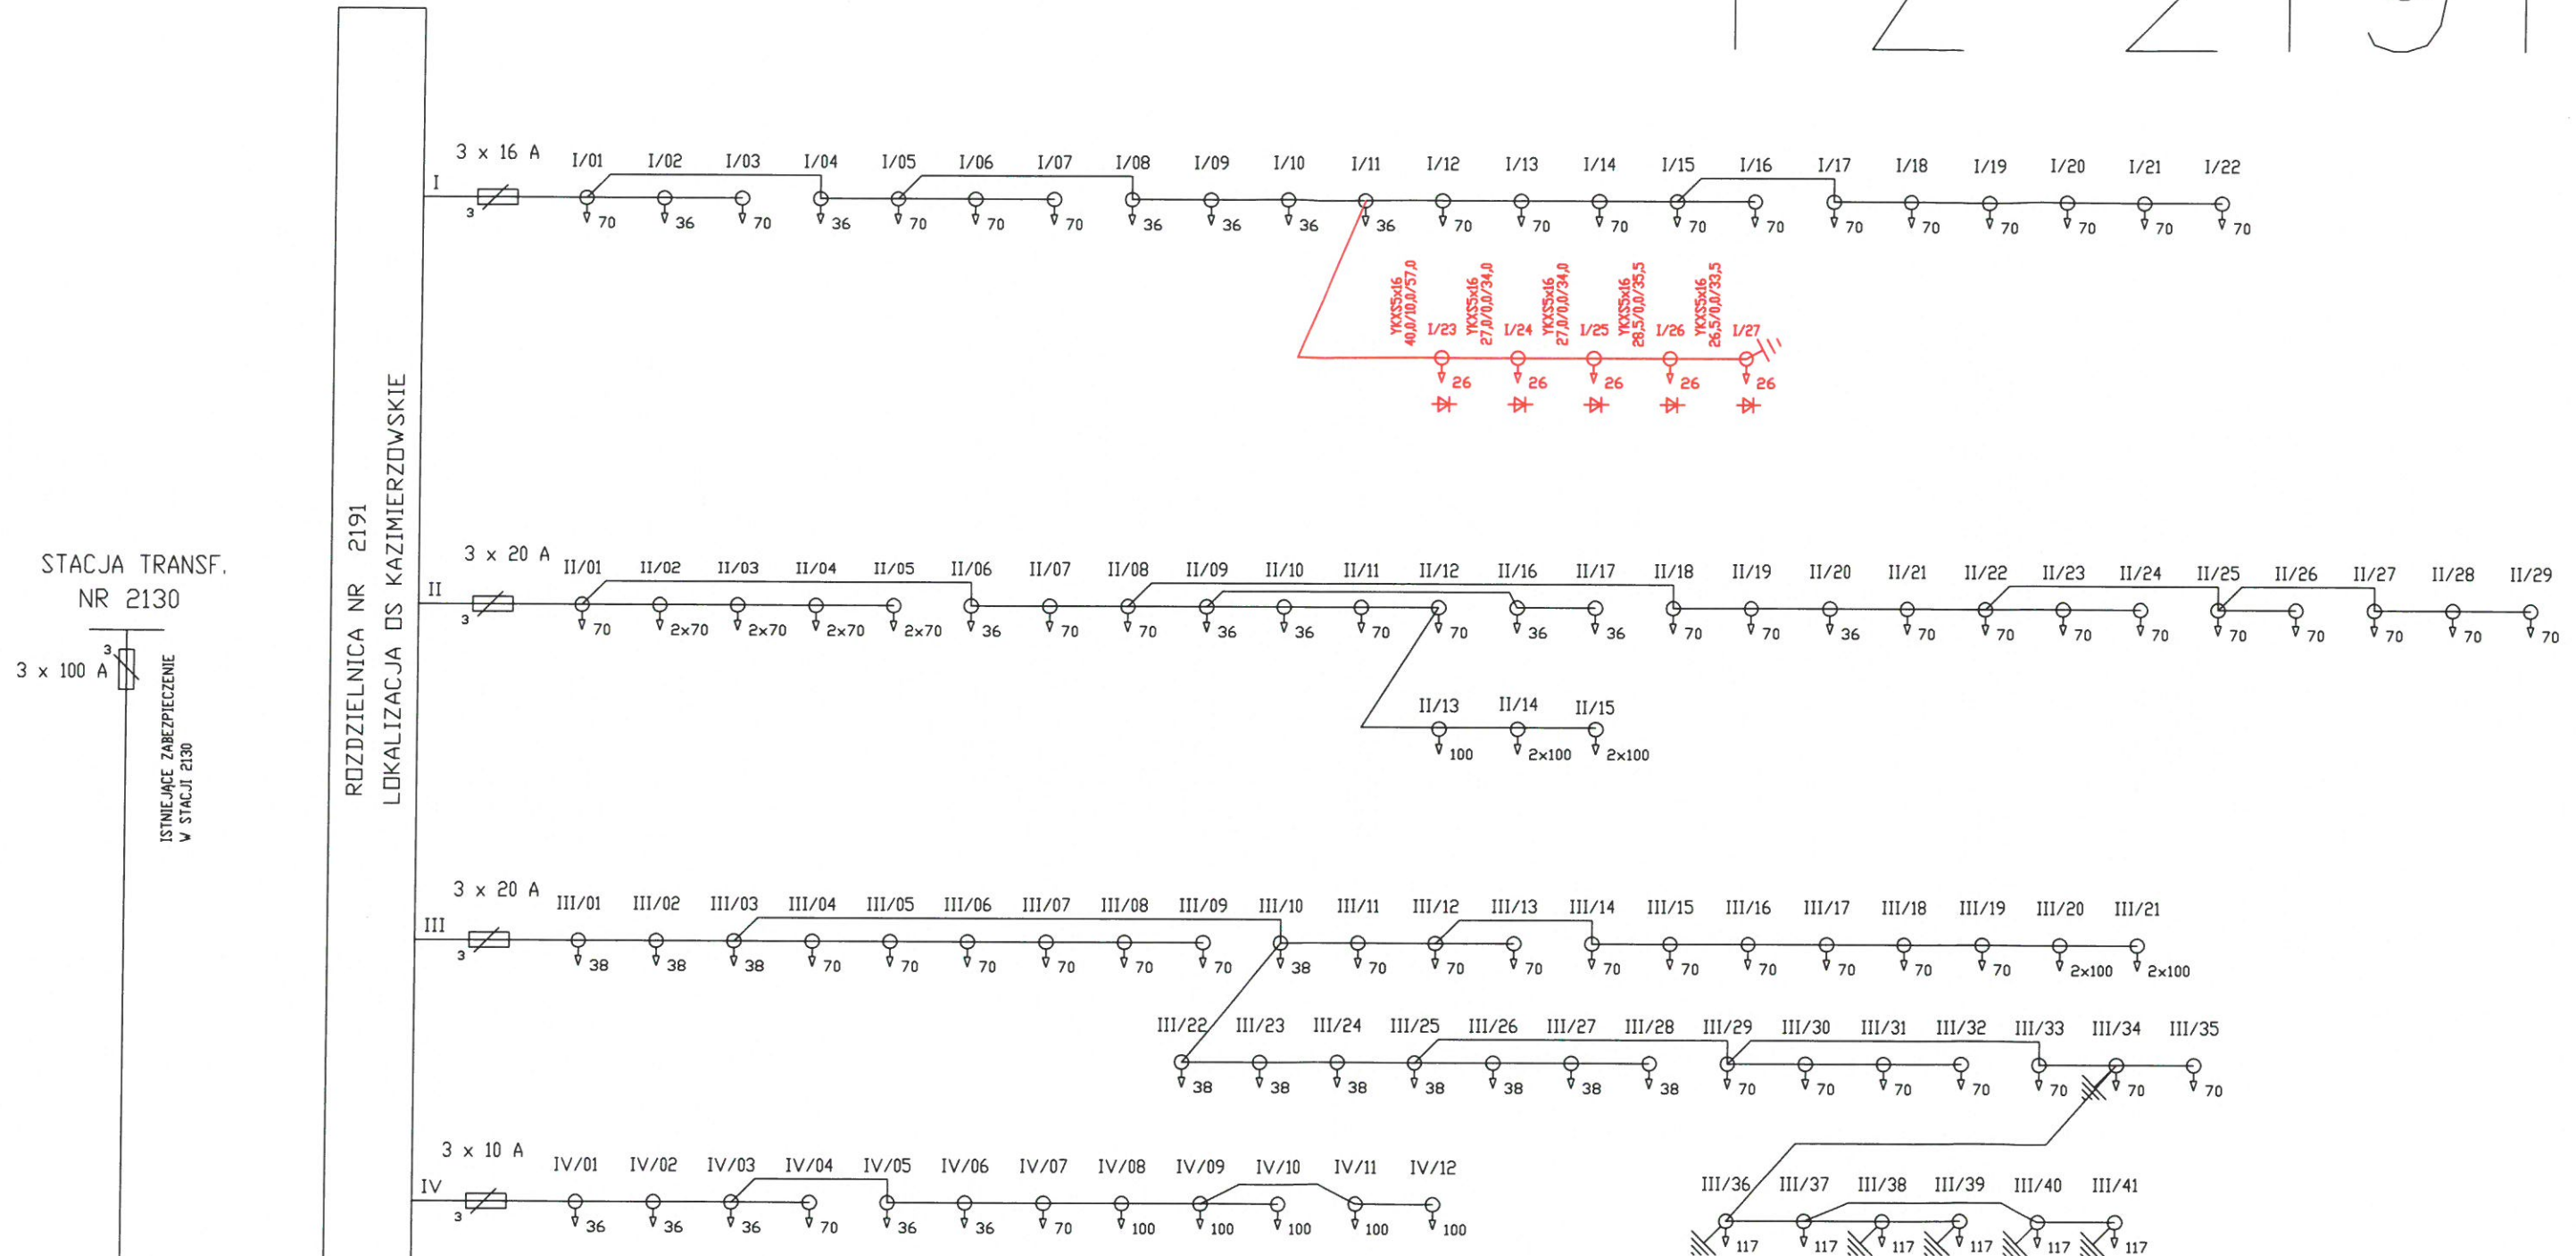 3 x 16 A
I
3
I/01 I/02 I/03 I/04 I/05 I/06 I/07 I/08 I/09 I/10 I/11 I/12 I/13 I/14 I/15 I/16 I/17 I/18 I/19 I/20 I/21 I/22
70 36 70 36 70 70 70 36 36 36 36 70 70 70 70 70 70 70 70 70 70 70
YKXS5x16
40,0/10,0/57,0
YKXS5x16
27,0/0,0/34,0
YKXS5x16
27,0/0,0/34,0
YKXS5x16
28,5/0,0/35,5
YKXS5x16
26,5/0,0/33,5
I/23 I/24 I/25 I/26 I/27
26 26 26 26 26
STACJA TRANSF.
NR 2130
3 x 100 A
3
ISTNIEJĄCE ZABEZPIECZENIE
W STACJI 2130
ROZDZIELNICA NR 2191
LOKALIZACJA OS KAZIMIERZOWSKIE
3 x 20 A
II
3
II/01 II/02 II/03 II/04 II/05 II/06 II/07 II/08 II/09 II/10 II/11 II/12 II/16 II/17 II/18 II/19 II/20 II/21 II/22 II/23 II/24 II/25 II/26 II/27 II/28 II/29
70 2x70 2x70 2x70 2x70 36 70 70 36 36 70 70 36 36 70 70 36 70 70 70 70 70 70 70 70 70
II/13 II/14 II/15
100 2x100 2x100
3 x 20 A
III
3
III/01 III/02 III/03 III/04 III/05 III/06 III/07 III/08 III/09 III/10 III/11 III/12 III/13 III/14 III/15 III/16 III/17 III/18 III/19 III/20 III/21
38 38 38 70 70 70 70 70 70 38 70 70 70 70 70 70 70 70 70 2x100 2x100
III/22 III/23 III/24 III/25 III/26 III/27 III/28 III/29 III/30 III/31 III/32 III/33 III/34 III/35
38 38 38 38 38 38 38 70 70 70 70 70 70 70
3 x 10 A
IV
3
IV/01 IV/02 IV/03 IV/04 IV/05 IV/06 IV/07 IV/08 IV/09 IV/10 IV/11 IV/12
36 36 36 70 36 36 70 100 100 100 100 100
III/36 III/37 III/38 III/39 III/40 III/41
117 117 117 117 117 117